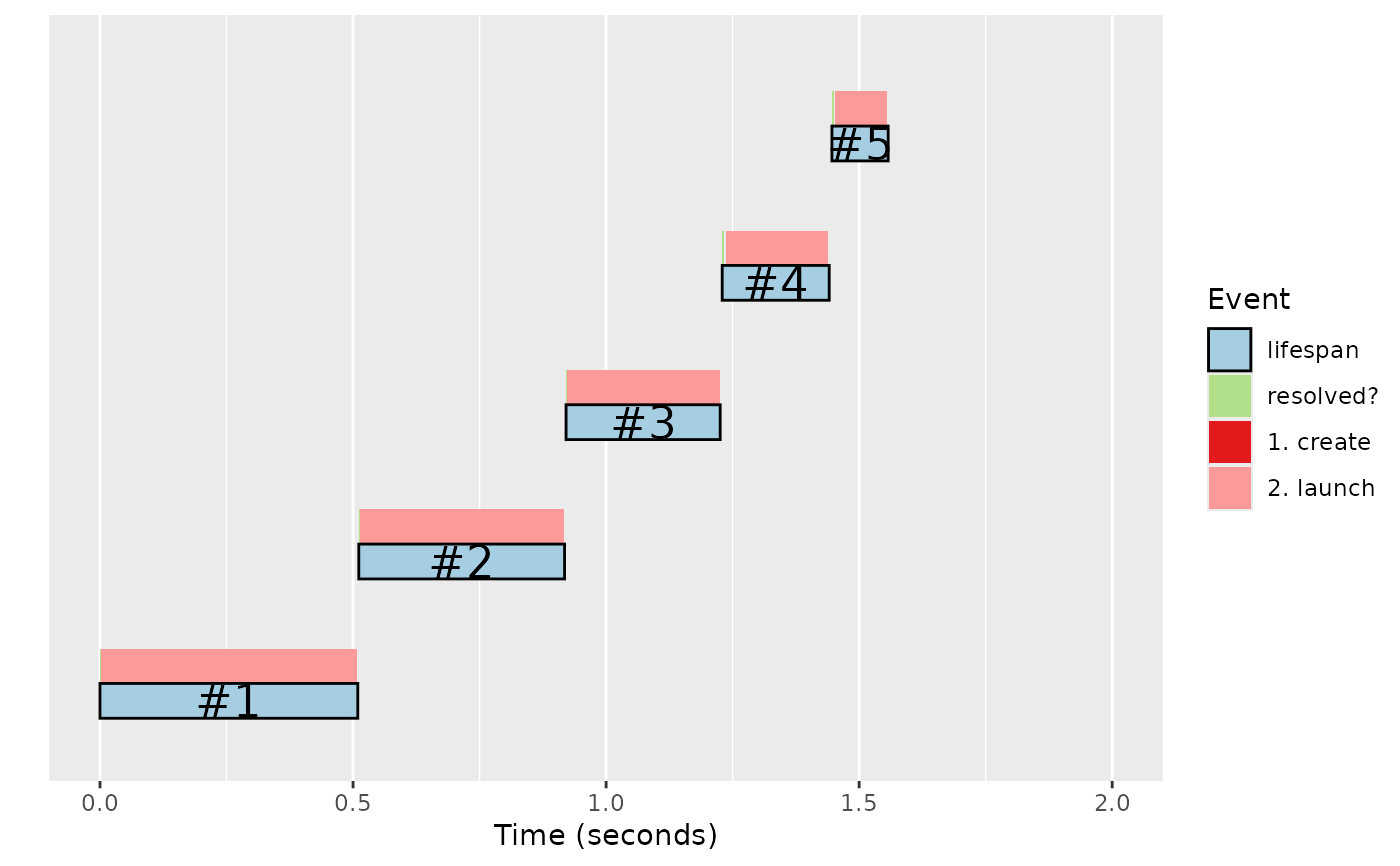 #5
#4
#3
#2
#1
0.0 0.5 1.0 1.5 2.0
Time (seconds)
Event
lifespan
resolved?
1. create
2. launch